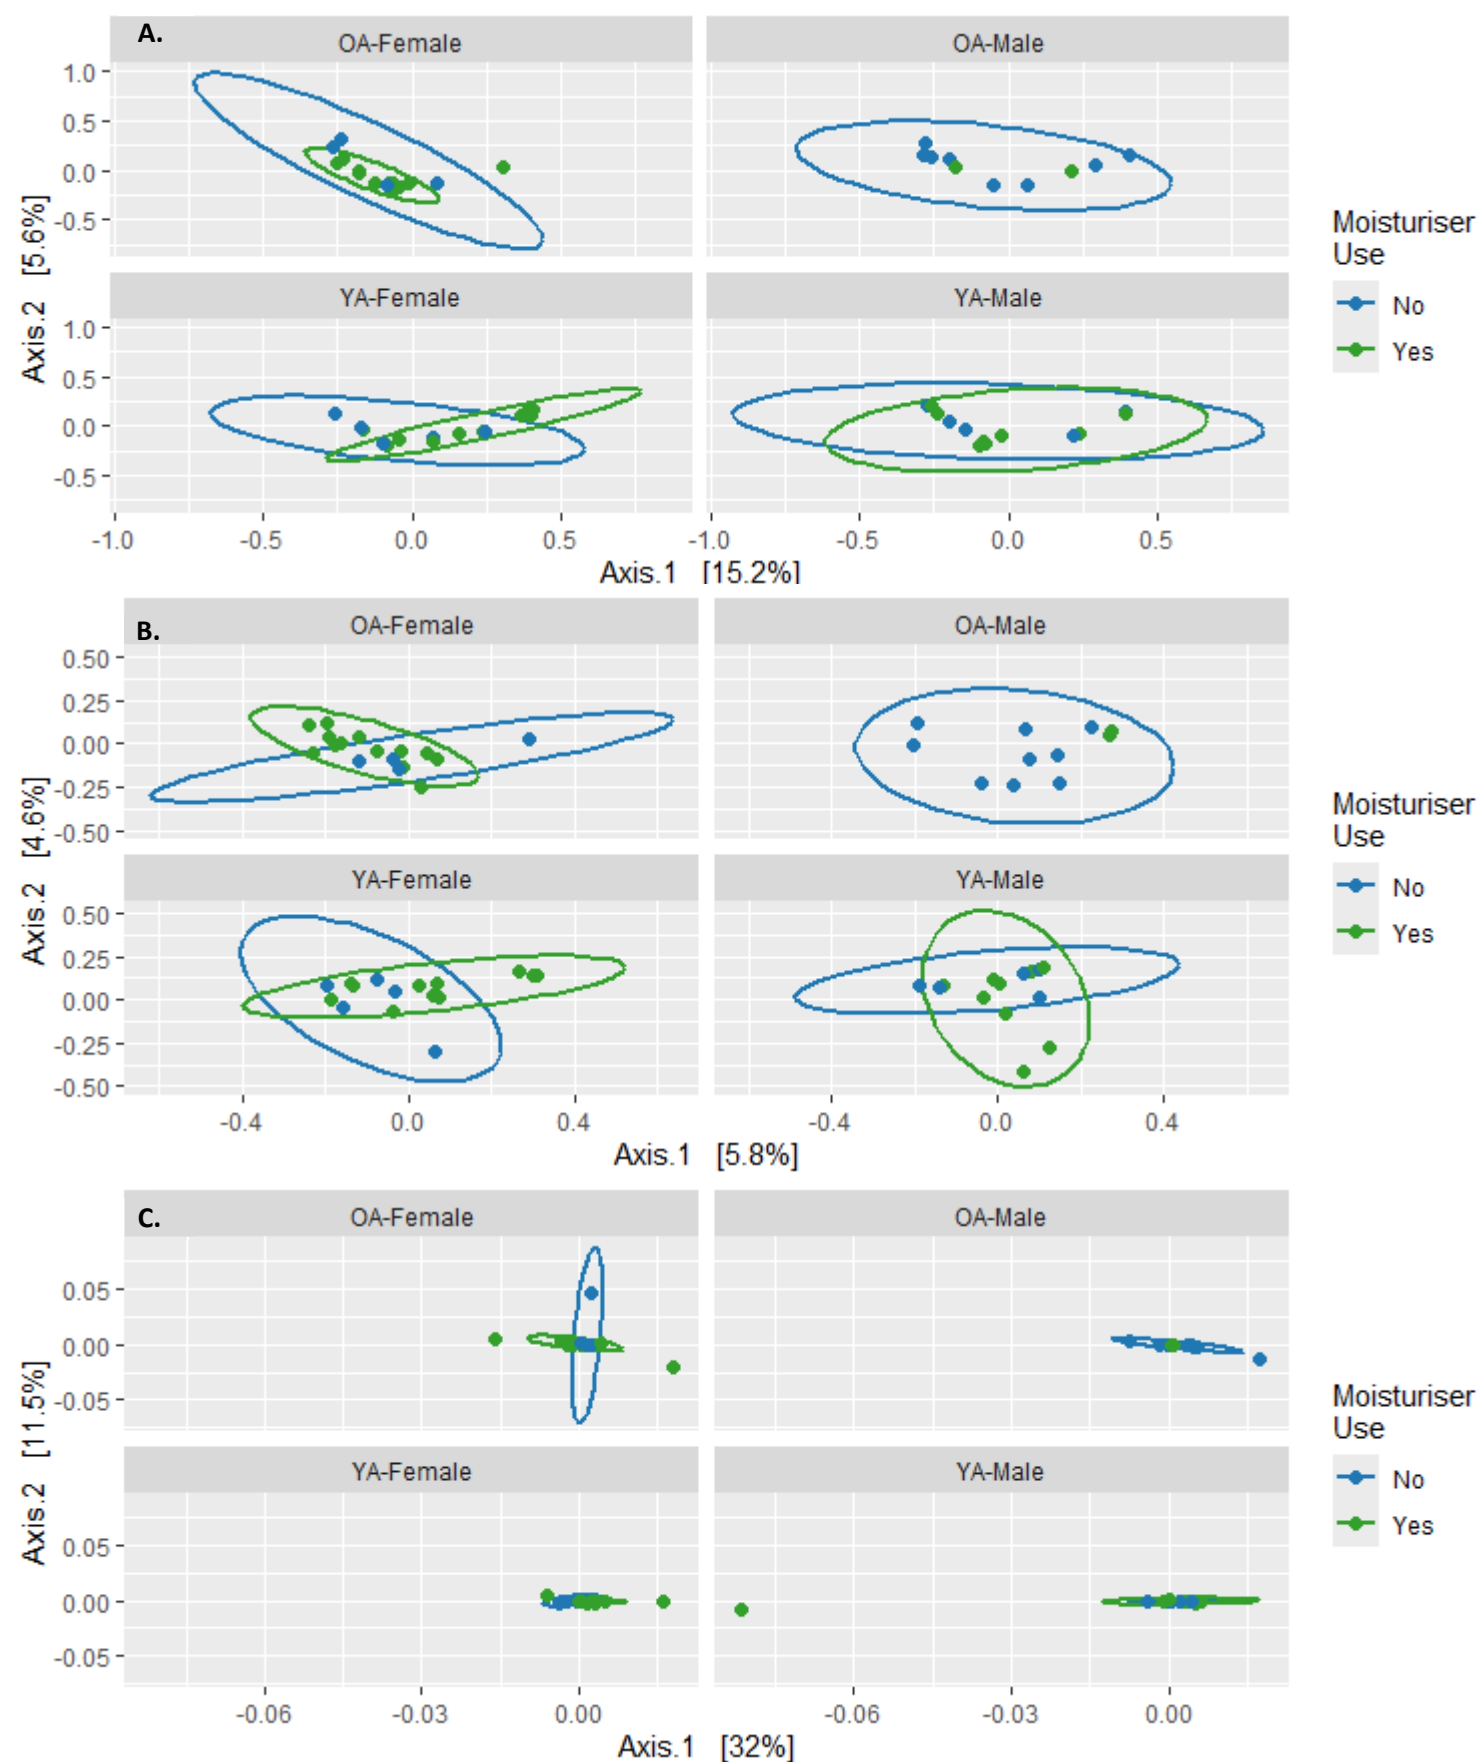 A.
OA-Female
OA-Male
1.0
0.5
0.0
-0.5
YA-Female
YA-Male
1.0
0.5
0.0
-0.5
-1.0 -0.5 0.0 0.5
-1.0 -0.5 0.0 0.5
Axis.2 [5.6%]
Axis.1 [15.2%]
Moisturiser
Use
No
Yes
B.
OA-Female
OA-Male
0.50
0.25
0.00
-0.25
-0.50
YA-Female
YA-Male
0.50
0.25
0.00
-0.25
-0.50
-0.4 0.0 0.4
-0.4 0.0 0.4
Axis.2 [4.6%]
Axis.1 [5.8%]
Moisturiser
Use
No
Yes
C.
OA-Female
OA-Male
0.05
0.00
-0.05
YA-Female
YA-Male
0.05
0.00
-0.05
-0.06 -0.03 0.00
-0.06 -0.03 0.00
Axis.2 [11.5%]
Axis.1 [32%]
Moisturiser
Use
No
Yes